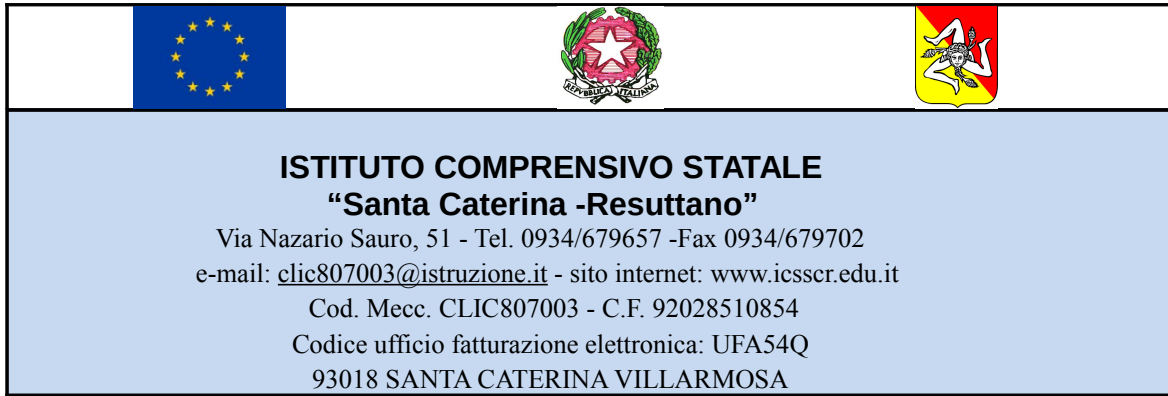 REPVBBLICA ITALIANA
ISTITUTO COMPRENSIVO STATALE
“Santa Caterina -Resuttano”
Via Nazario Sauro, 51 - Tel. 0934/679657 -Fax 0934/679702
e-mail: clic807003@istruzione.it - sito internet: www.icsscr.edu.it
Cod. Mecc. CLIC807003 - C.F. 92028510854
Codice ufficio fatturazione elettronica: UFA54Q
93018 SANTA CATERINA VILLARMOSA